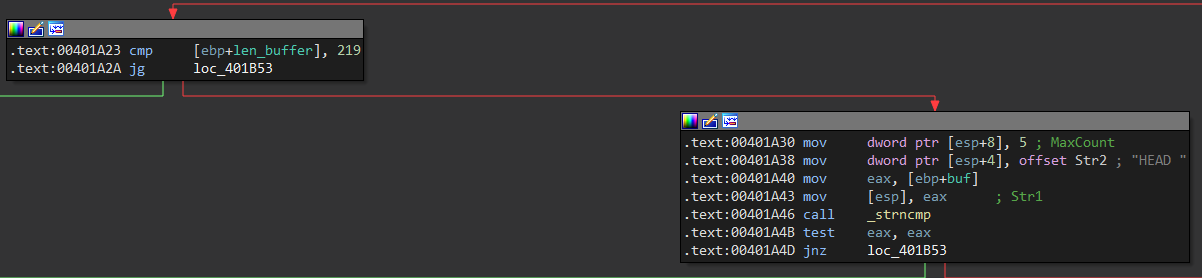 .text:00401A23 cmp [ebp+len_buffer], 219
.text:00401A2A jg loc_401B53
.text:00401A30 mov dword ptr [esp+8], 5 ; MaxCount
.text:00401A38 mov dword ptr [esp+4], offset Str2 ; "HEAD "
.text:00401A40 mov eax, [ebp+buf]
.text:00401A43 mov [esp], eax ; Str1
.text:00401A46 call _strncmp
.text:00401A4B test eax, eax
.text:00401A4D jnz loc_401B53